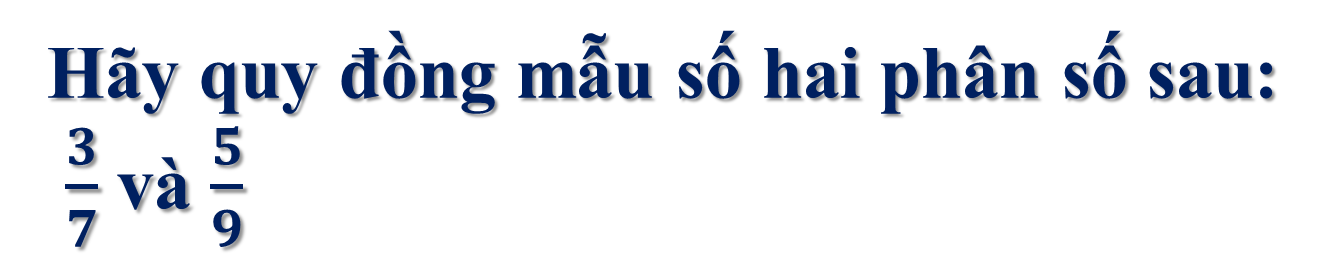 Hãy quy đồng mẫu số hai phân số sau:
3/7 và 5/9